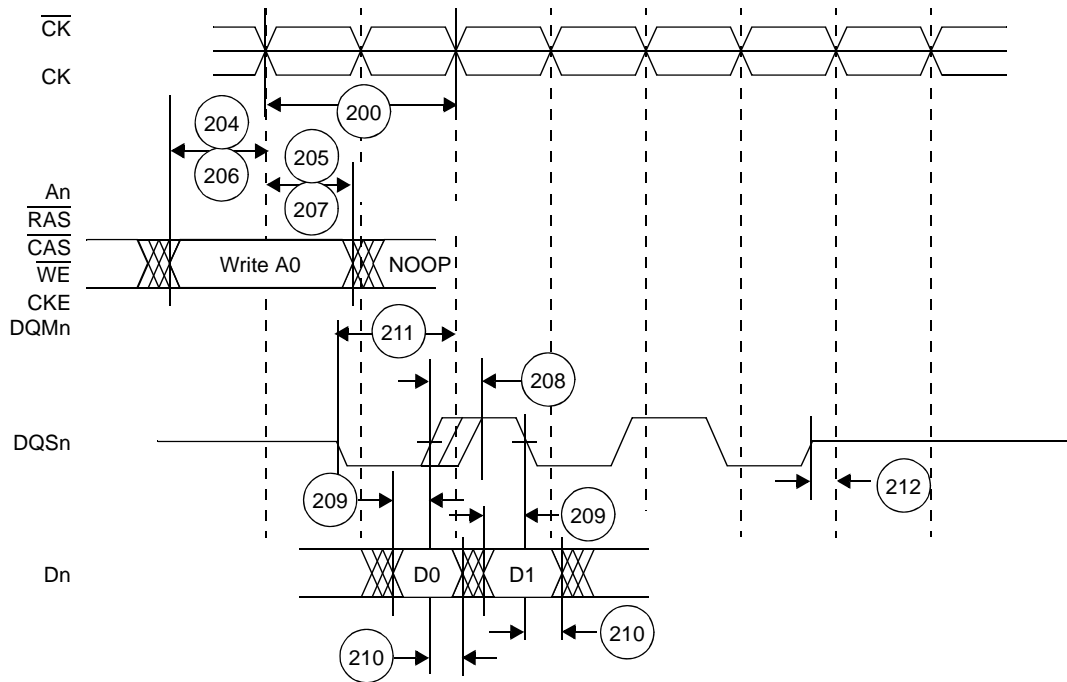 CK
CK
200
204
205
206
207
An
RAS
CAS
WE
CKE
DQMn
Write A0
NOOP
211
208
DQSn
209
209
212
Dn
D0
D1
210
210